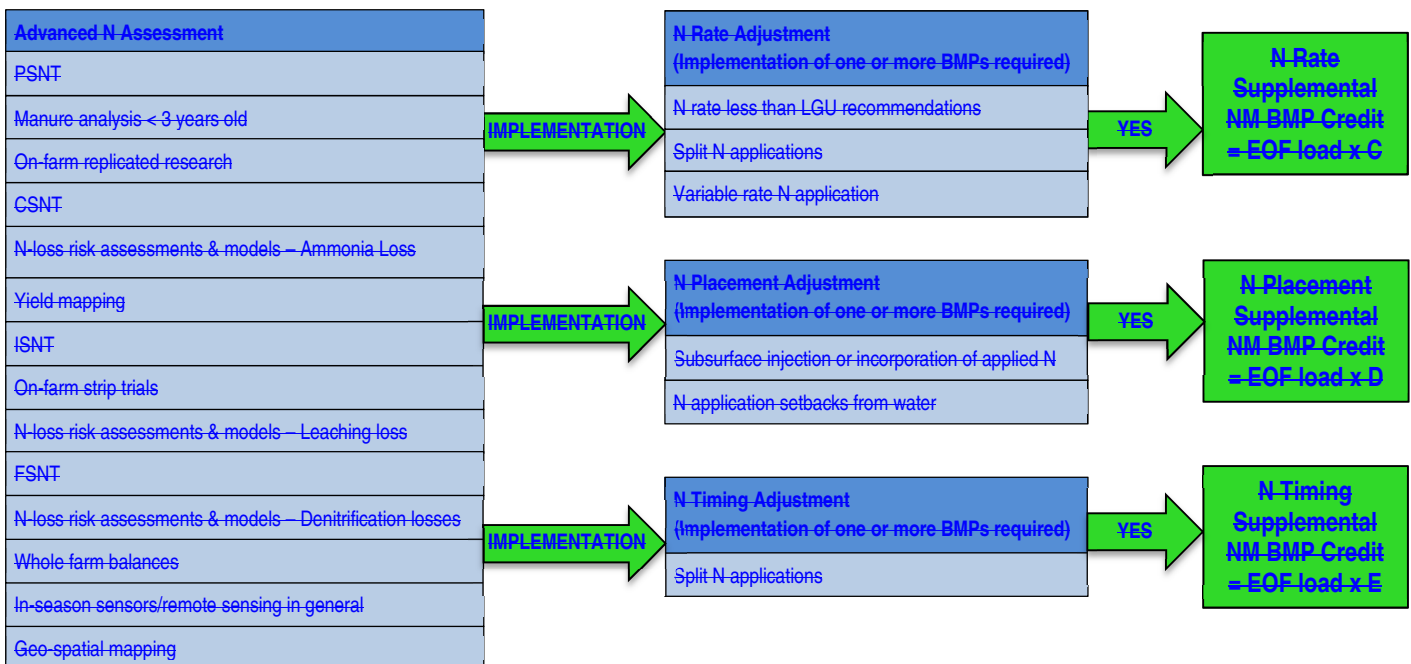 Advanced N Assessment
PSNT
Manure analysis < 3 years old
On-farm replicated research
CSNT
N-loss risk assessments & models – Ammonia Loss
Yield mapping
ISNT
On-farm strip trials
N-loss risk assessments & models – Leaching loss
FSNT
N-loss risk assessments & models – Denitrification losses
Whole farm balances
In-season sensors/remote sensing in general
Geo-spatial mapping
IMPLEMENTATION
N Rate Adjustment
(Implementation of one or more BMPs required)
N rate less than LGU recommendations
Split N applications
Variable rate N application
YES
N Rate
Supplemental
NM BMP Credit
= EOF load x C
IMPLEMENTATION
N Placement Adjustment
(Implementation of one or more BMPs required)
Subsurface injection or incorporation of applied N
N application setbacks from water
YES
N Placement
Supplemental
NM BMP Credit
= EOF load x D
IMPLEMENTATION
N Timing Adjustment
(Implementation of one or more BMPs required)
Split N applications
YES
N Timing
Supplemental
NM BMP Credit
= EOF load x E